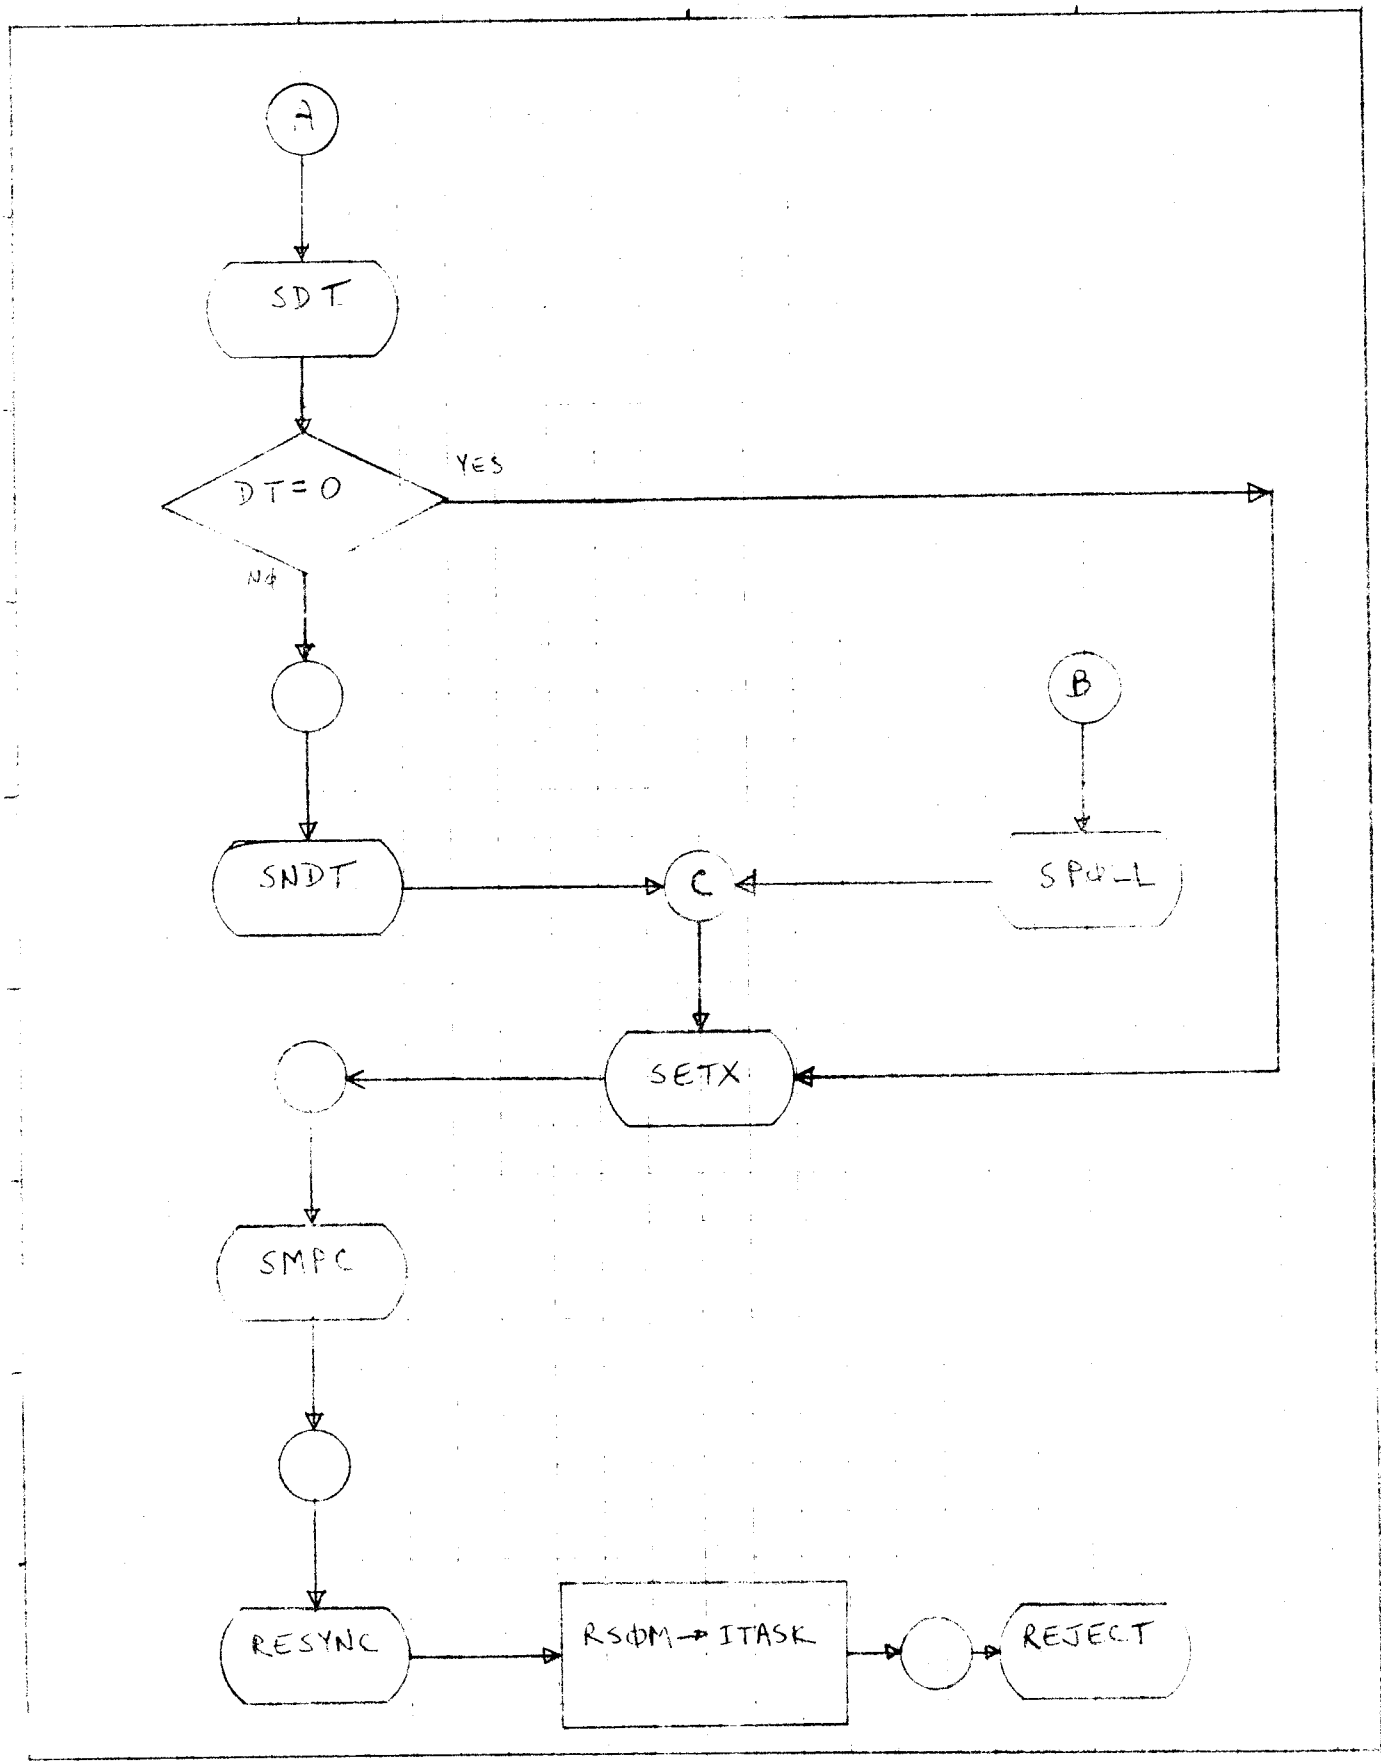 A
SDT
DT=0
YES
NØ
B
SNDT
C
SPØLL
SETX
SMPC
RESYNC
RSØM → ITASK
REJECT